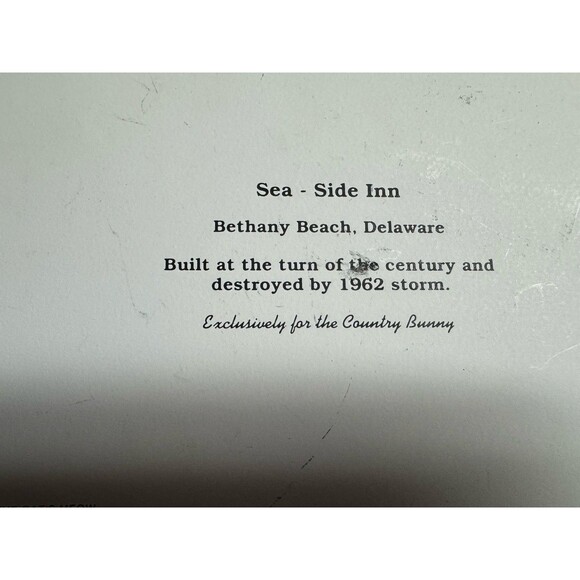 Sea - Side Inn
Bethany Beach, Delaware
Built at the turn of the century and
destroyed by 1962 storm.
Exclusively for the Country Bunny